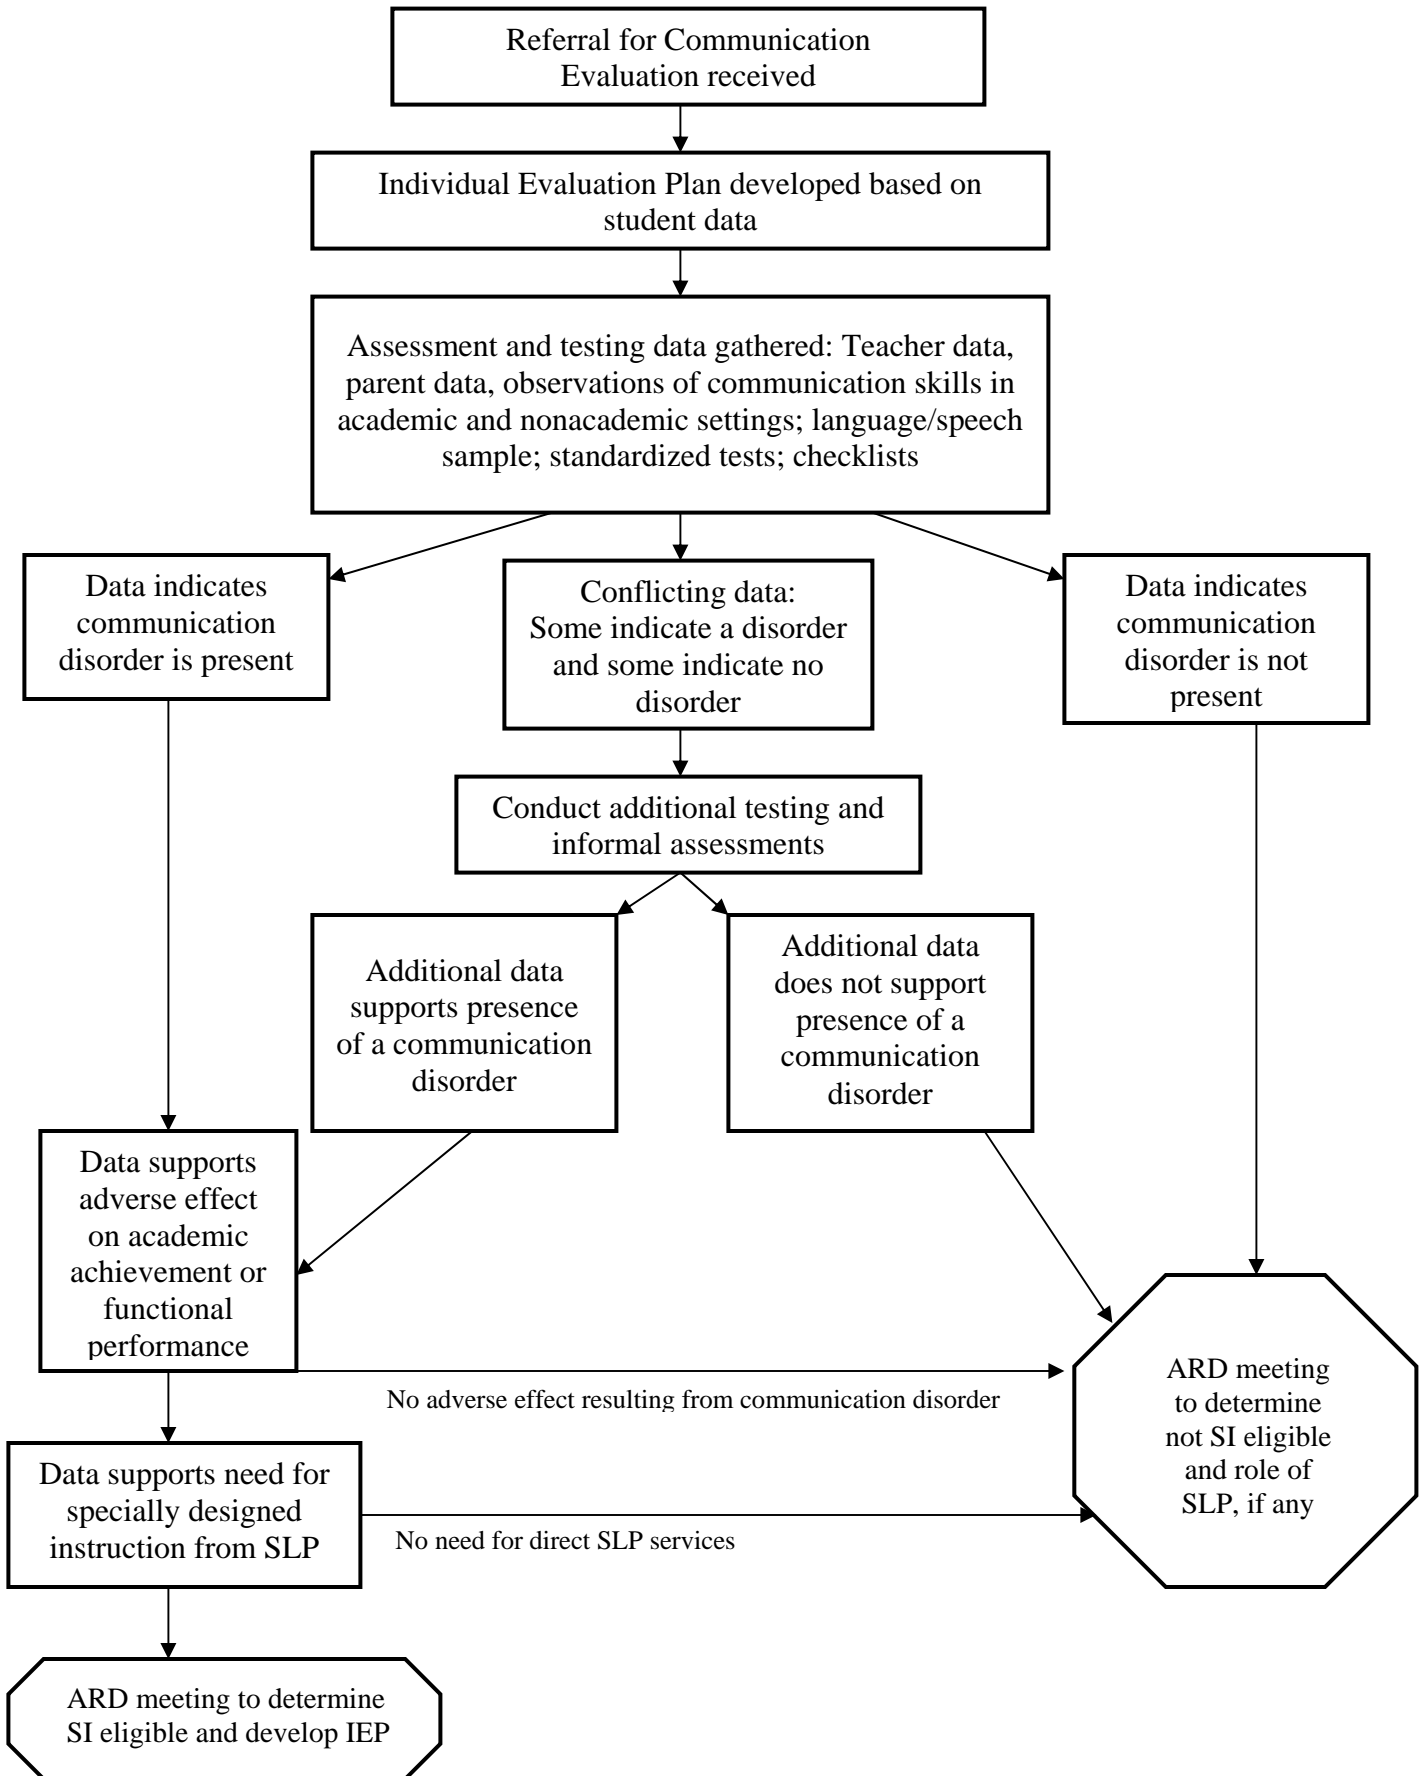 Referral for Communication
Evaluation received
Individual Evaluation Plan developed based on
student data
Assessment and testing data gathered: Teacher data,
parent data, observations of communication skills in
academic and nonacademic settings; language/speech
sample; standardized tests; checklists
Data indicates
communication
disorder is present
Conflicting data:
Some indicate a disorder
and some indicate no
disorder
Data indicates
communication
disorder is not
present
Conduct additional testing and
informal assessments
Additional data
supports presence
of a communication
disorder
Additional data
does not support
presence of a
communication
disorder
Data supports
adverse effect
on academic
achievement or
functional
performance
No adverse effect resulting from communication disorder
ARD meeting
to determine
not SI eligible
and role of
SLP, if any
Data supports need for
specially designed
instruction from SLP
No need for direct SLP services
ARD meeting to determine
SI eligible and develop IEP